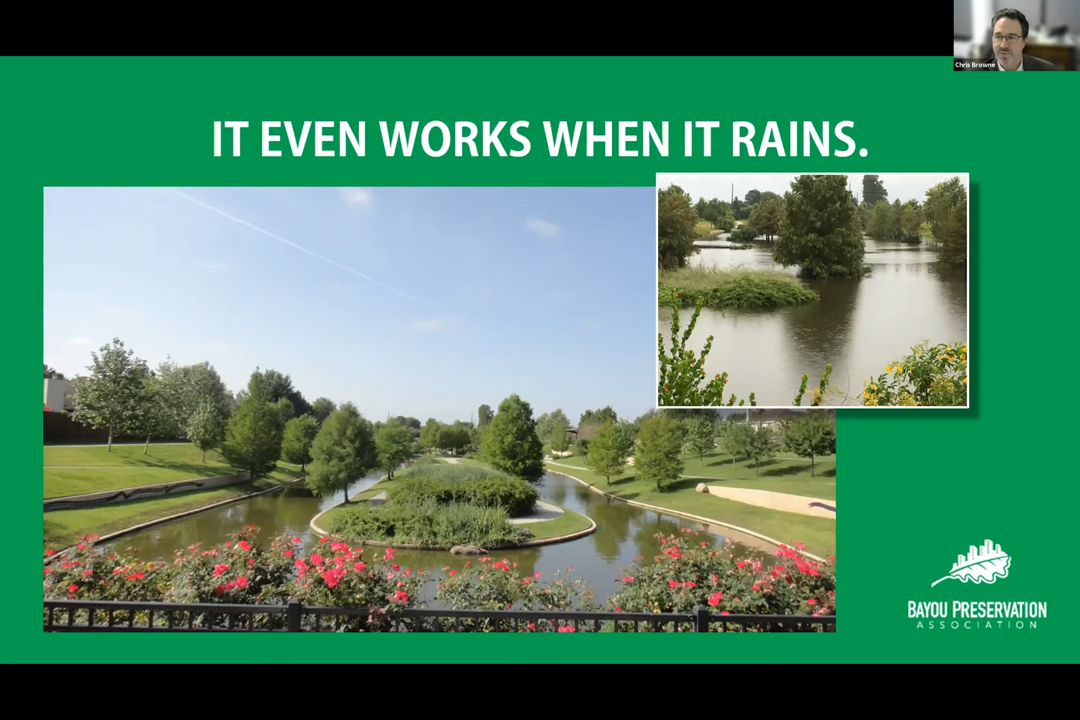 Chris Browne
IT EVEN WORKS WHEN IT RAINS.
BAYOU PRESERVATION
ASSOCIATION